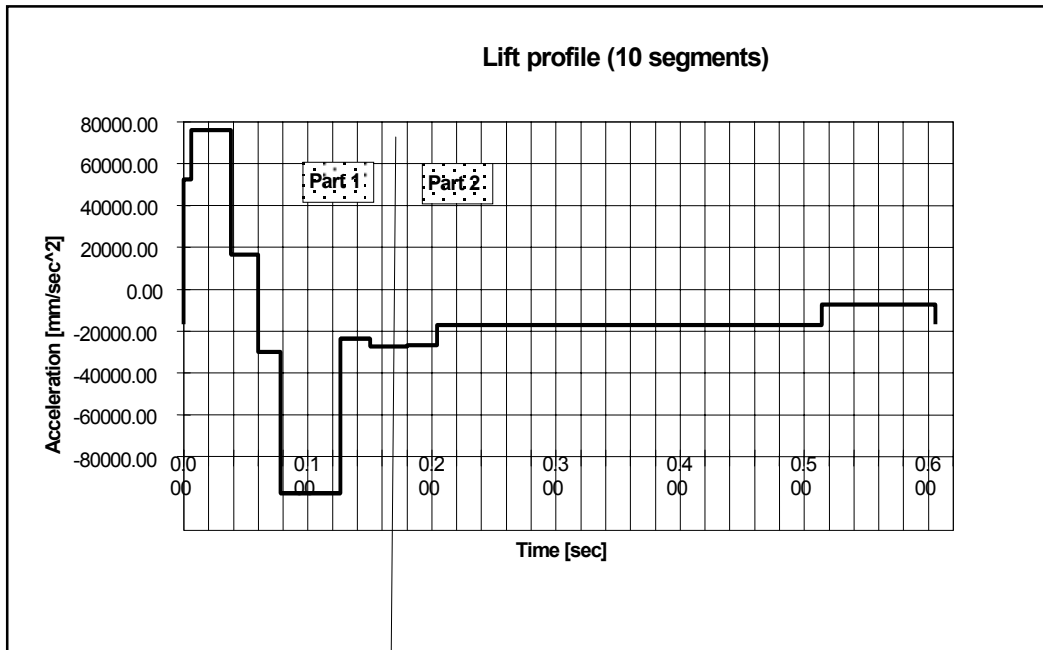 Lift profile (10 segments)
80000.00
60000.00
40000.00
20000.00
0.00
-20000.00
-40000.00
-60000.00
-80000.00
Acceleration [mm/sec^2]
Part 1
Part 2
0.0 0.1 0.2 0.3 0.4 0.5 0.6
00 00 00 00 00 00 00
Time [sec]